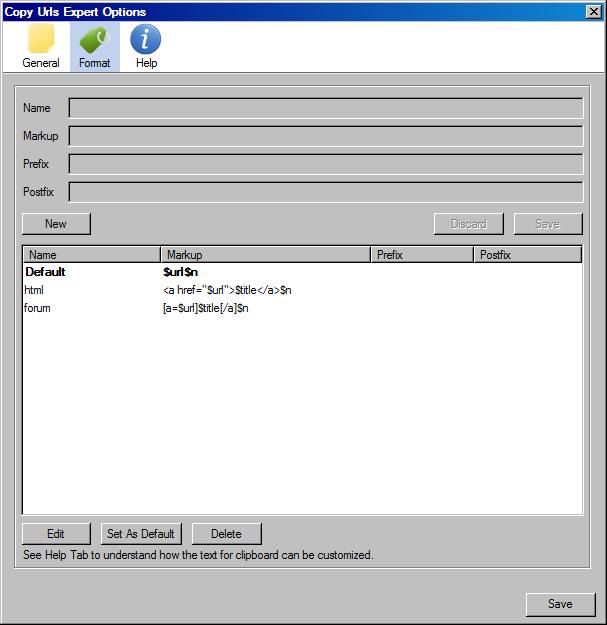 Copy Urls Expert Options
General Format Help
Name
Markup
Prefix
Postfix
New Discard Save
Name Markup Prefix Postfix
Default $url$n
html <a href="$url">$title</a>$n
forum [a=$url]$title[/a]$n
Edit Set As Default Delete
See Help Tab to understand how the text for clipboard can be customized.
Save